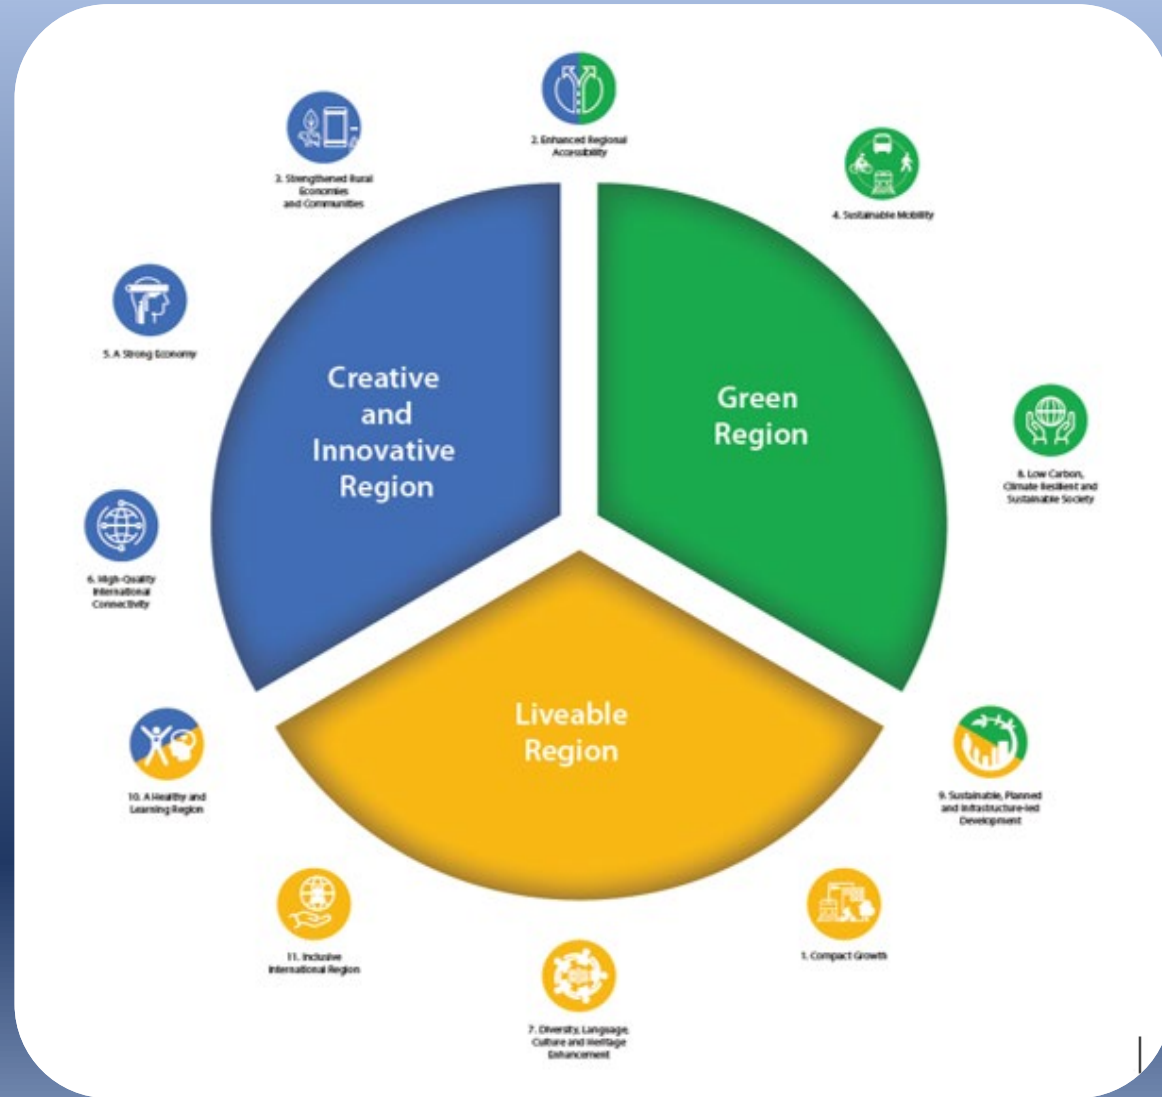 2. Enhanced Regional
Accessibility
3. Strengthened Rural
Economies
and Communities
4. Sustainable Mobility
5. A Strong Economy
Creative
and
Innovative
Region
Green
Region
8. Low Carbon,
Climate Resilient and
Sustainable Society
6. High-Quality
International
Connectivity
Liveable
Region
10. A Healthy and
Learning Region
9. Sustainable, Planned
and Infrastructure-led
Development
11. Inclusive
International Region
1. Compact Growth
7. Diversity, Language,
Culture and Heritage
Enhancement